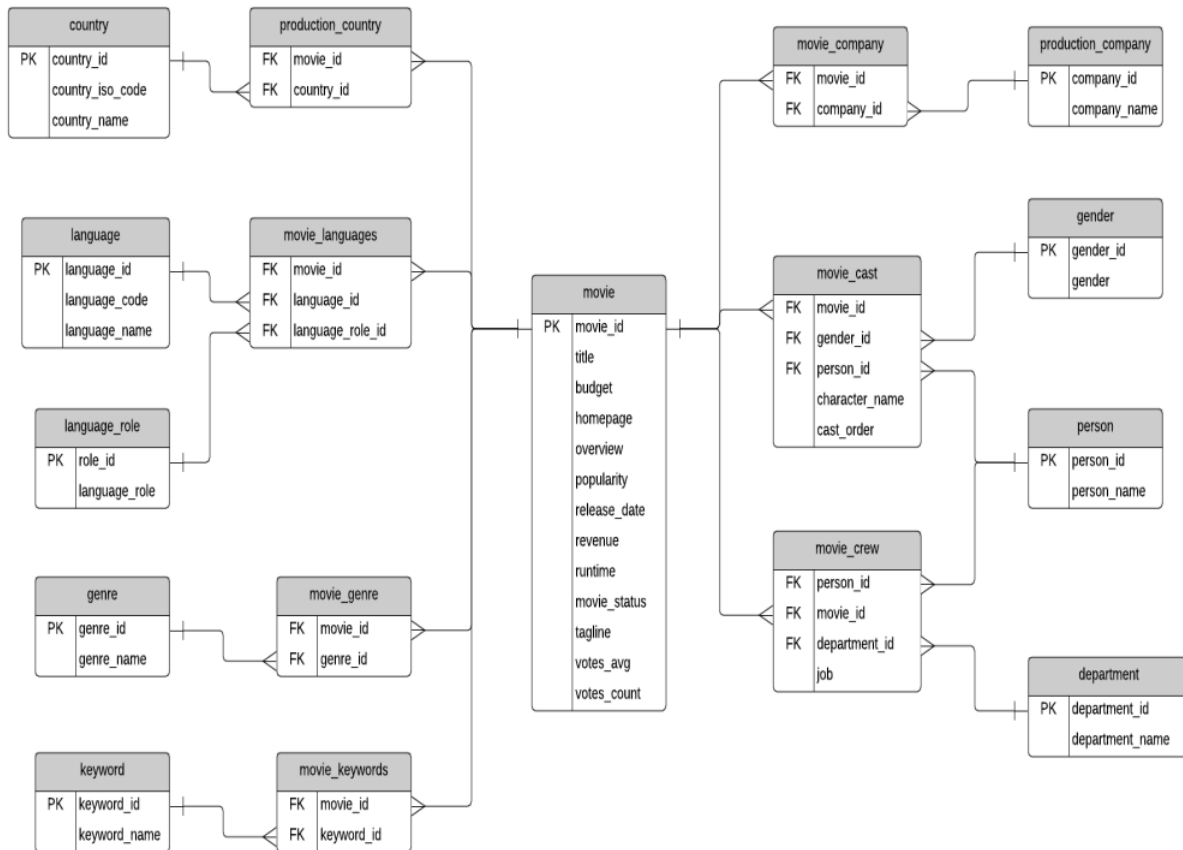 country
PK country_id
country_iso_code
country_name
production_country
FK movie_id
FK country_id
language
PK language_id
language_code
language_name
movie_languages
FK movie_id
FK language_id
FK language_role_id
language_role
PK role_id
language_role
genre
PK genre_id
genre_name
movie_genre
FK movie_id
FK genre_id
keyword
PK keyword_id
keyword_name
movie_keywords
FK movie_id
FK keyword_id
movie
PK movie_id
title
budget
homepage
overview
popularity
release_date
revenue
runtime
movie_status
tagline
votes_avg
votes_count
movie_company
FK movie_id
FK company_id
production_company
PK company_id
company_name
movie_cast
FK movie_id
FK gender_id
FK person_id
character_name
cast_order
gender
PK gender_id
gender
person
PK person_id
person_name
movie_crew
FK person_id
FK movie_id
FK department_id
job
department
PK department_id
department_name